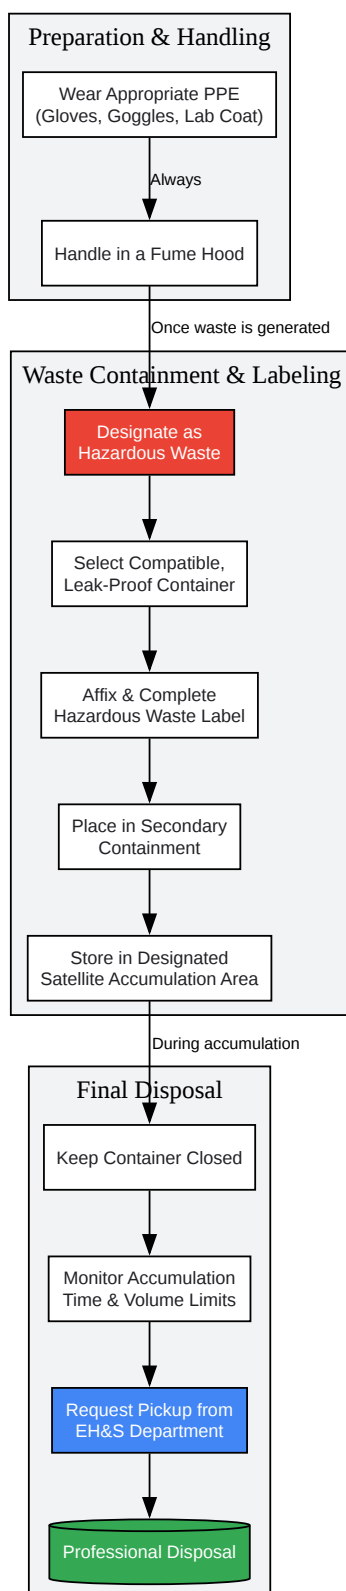 Preparation & Handling
Wear Appropriate PPE
(Gloves, Goggles, Lab Coat)
Always
Handle in a Fume Hood
Once waste is generated
Waste Containment & Labeling
Designate as
Hazardous Waste
Select Compatible,
Leak-Proof Container
Affix & Complete
Hazardous Waste Label
Place in Secondary
Containment
Store in Designated
Satellite Accumulation Area
During accumulation
Final Disposal
Keep Container Closed
Monitor Accumulation
Time & Volume Limits
Request Pickup from
EH&S Department
Professional Disposal